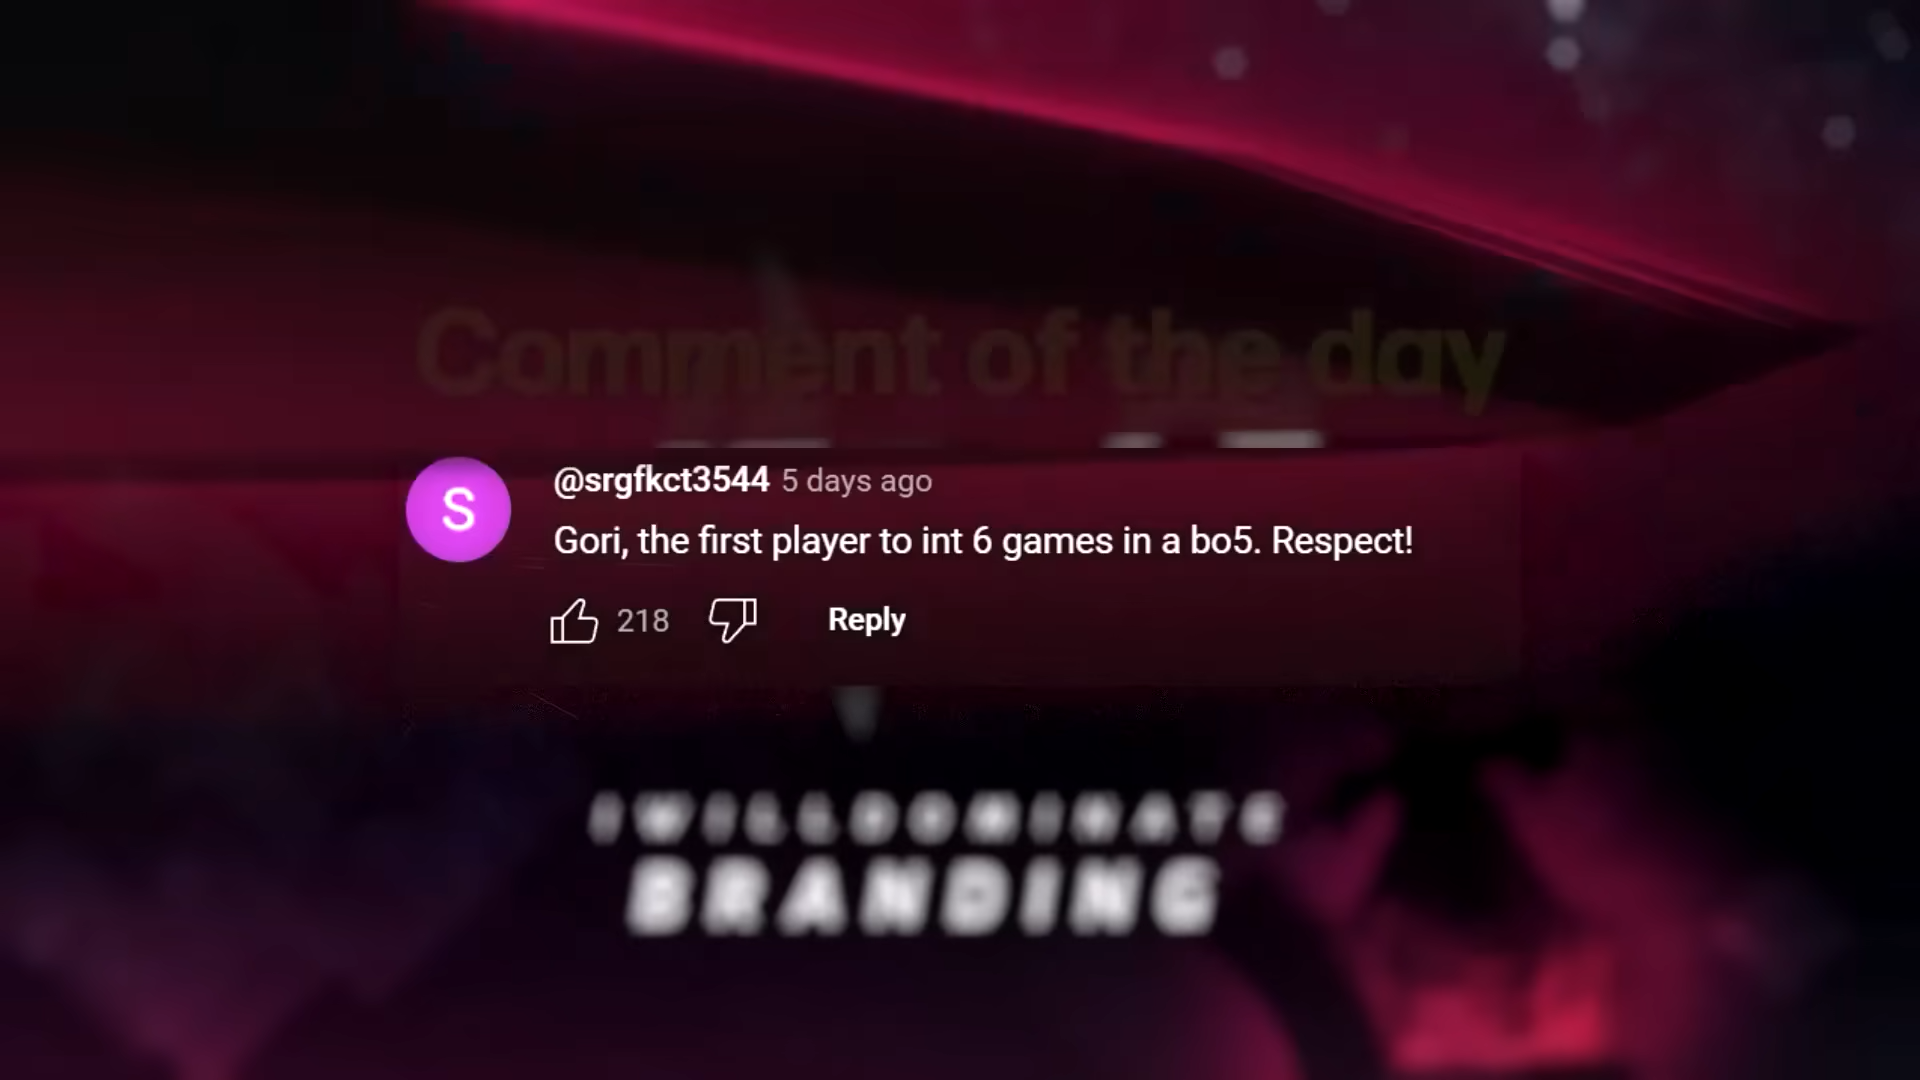 Comment of the day
@srgfkct3544 5 days ago
S
Gori, the first player to int 6 games in a bo5. Respect!
218 Reply
IWILLDOMINATE
BRANDING